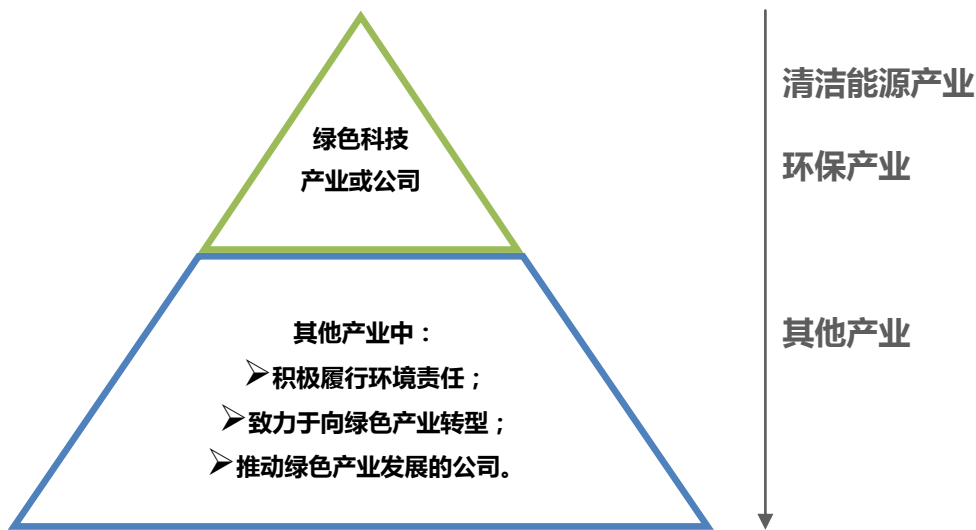 绿色科技
产业或公司
其他产业中：
➢积极履行环境责任；
➢致力于向绿色产业转型；
➢推动绿色产业发展的公司。
清洁能源产业
环保产业
其他产业